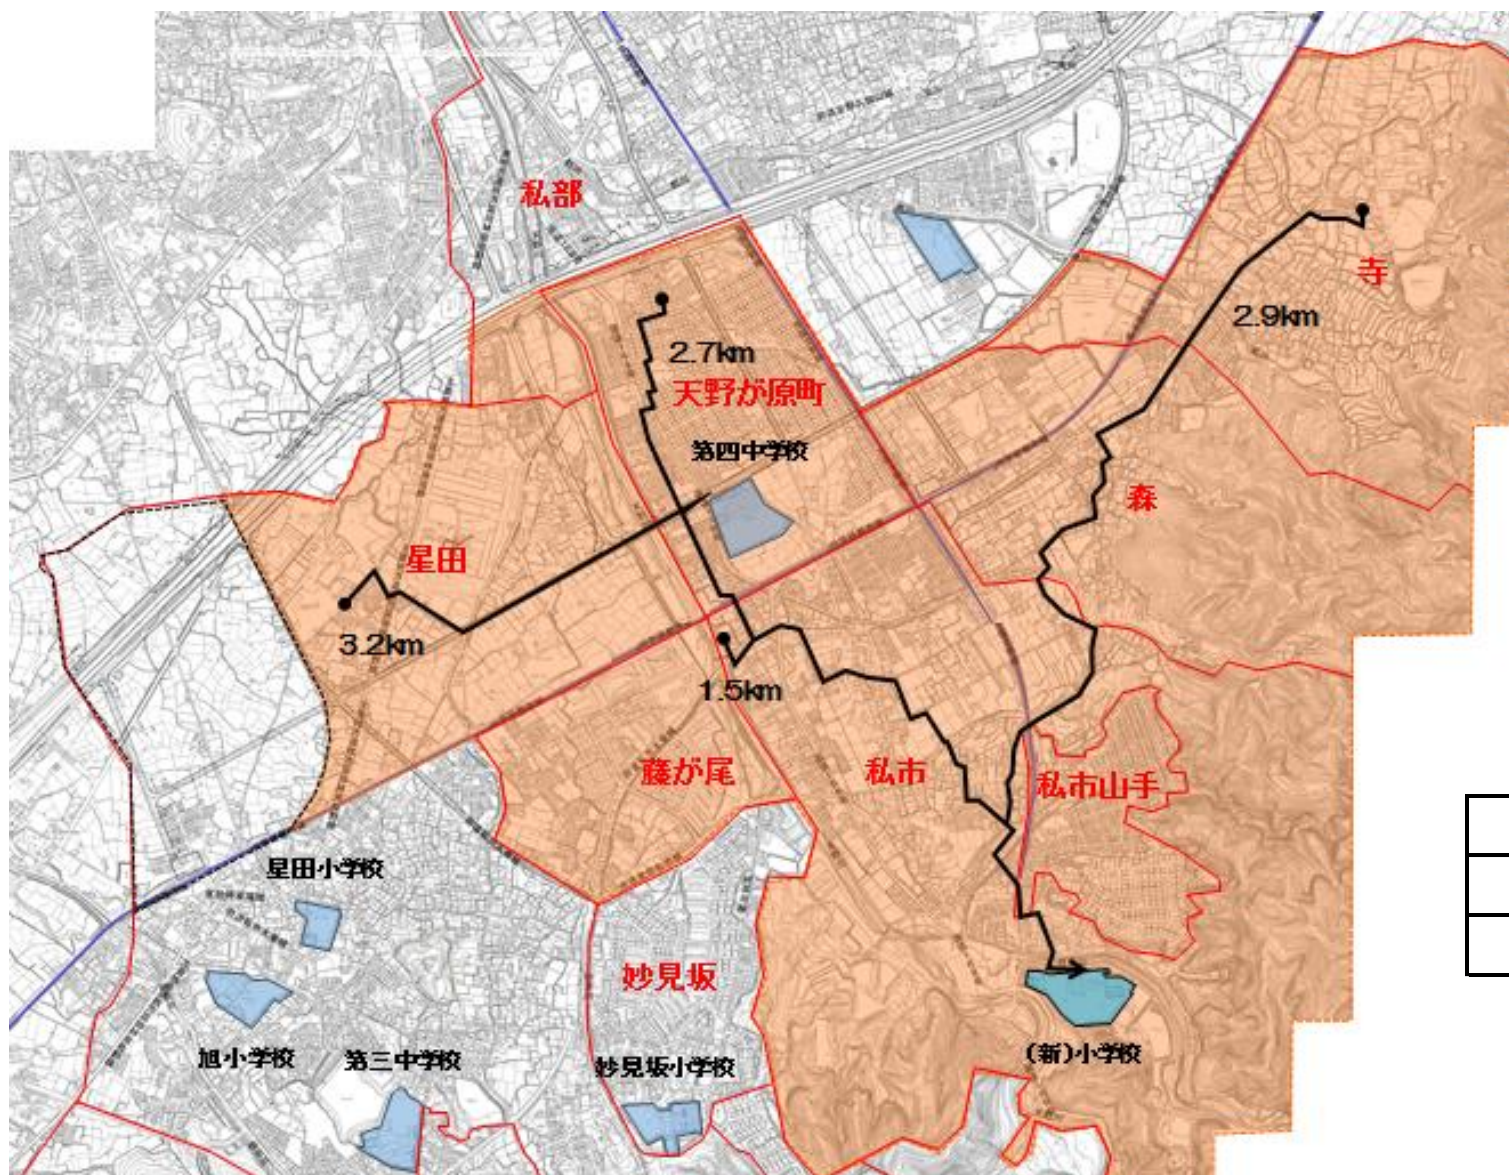 私部
寺
2.9km
2.7km
天野が原町
第四中学校
森
星田
3.2km
1.5km
藤が尾
私市
私市山手
星田小学校
妙見坂
旭小学校
第三中学校
妙見坂小学校
(新)小学校